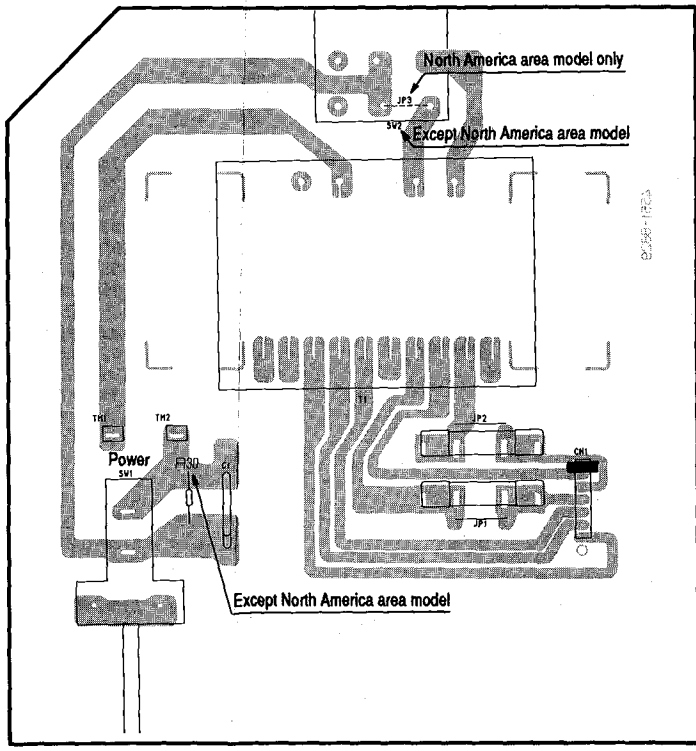 North America area model only
JP3
SW2
Except North America area model
T1
TM1
TM2
JP2
Power
SW1
R30
C1
CN1
JP1
Except North America area model